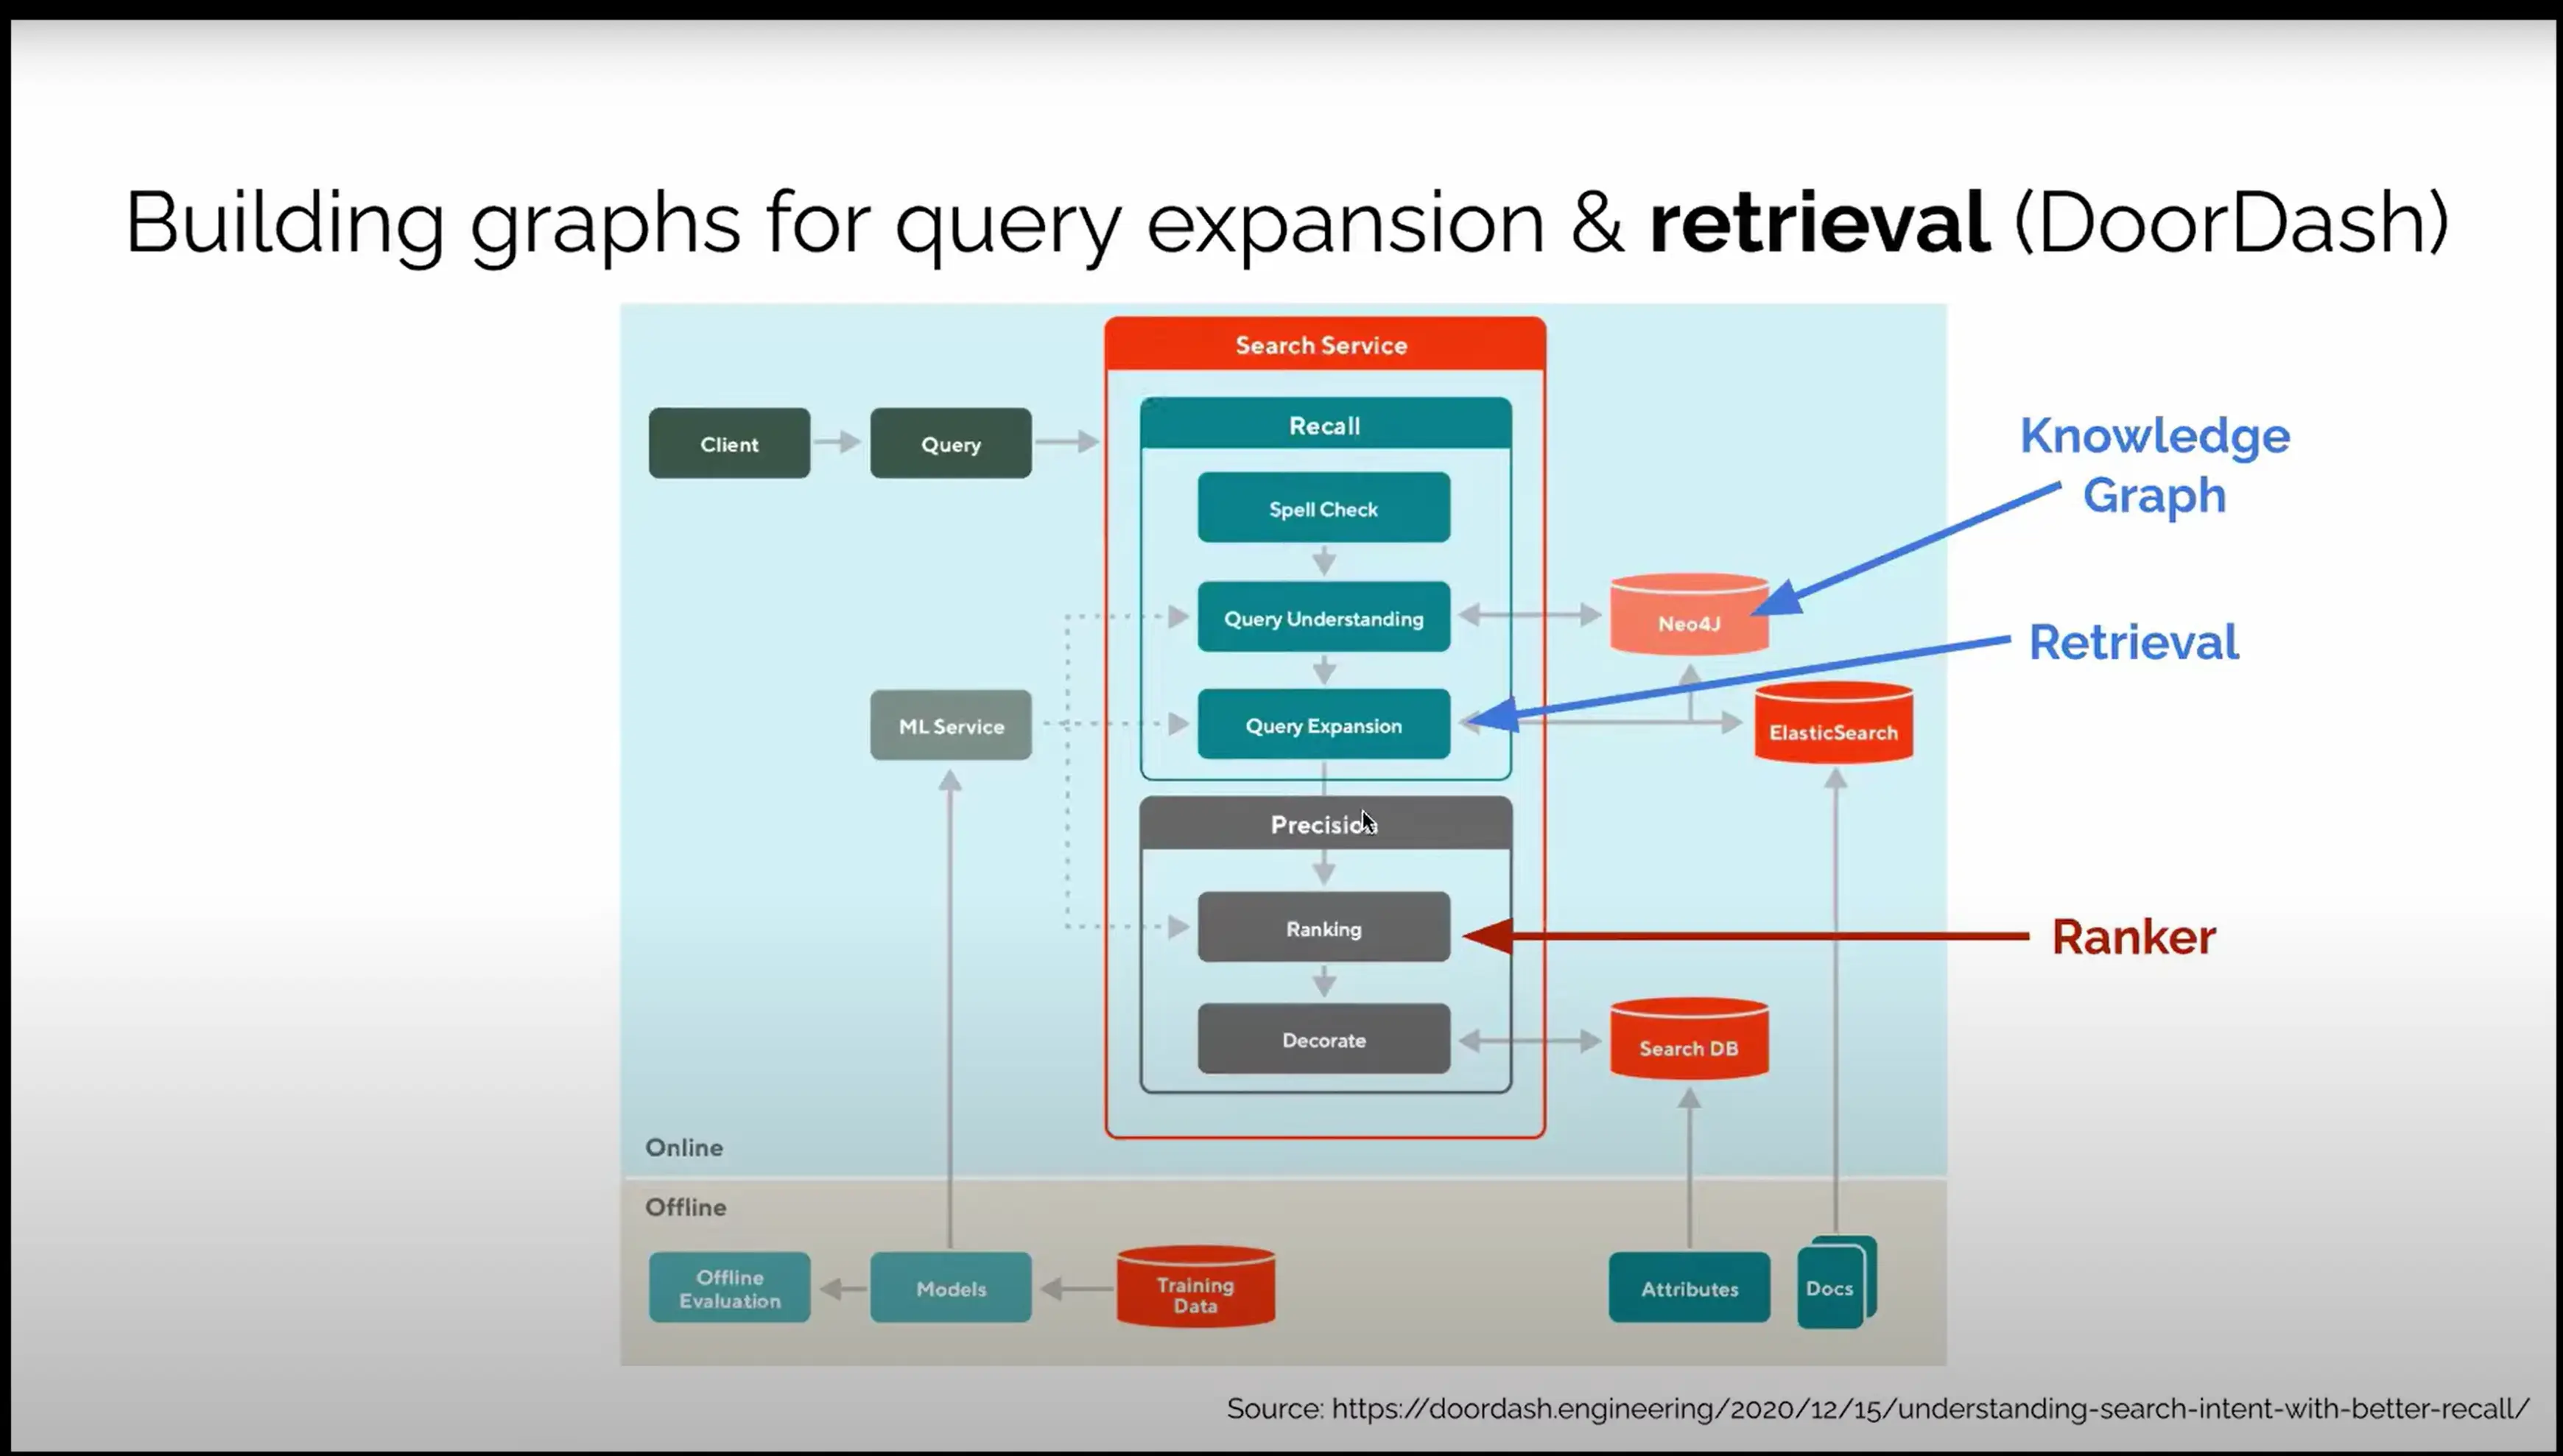 Building graphs for query expansion & retrieval (DoorDash)
Search Service
Recall
Client
Query
Knowledge
Graph
Spell Check
Query Understanding
Neo4J
Retrieval
ML Service
Query Expansion
ElasticSearch
Precision
Ranking
Ranker
Decorate
Search DB
Online
Offline
Offline
Evaluation
Models
Training
Data
Attributes
Docs
Source: https://doordash.engineering/2020/12/15/understanding-search-intent-with-better-recall/